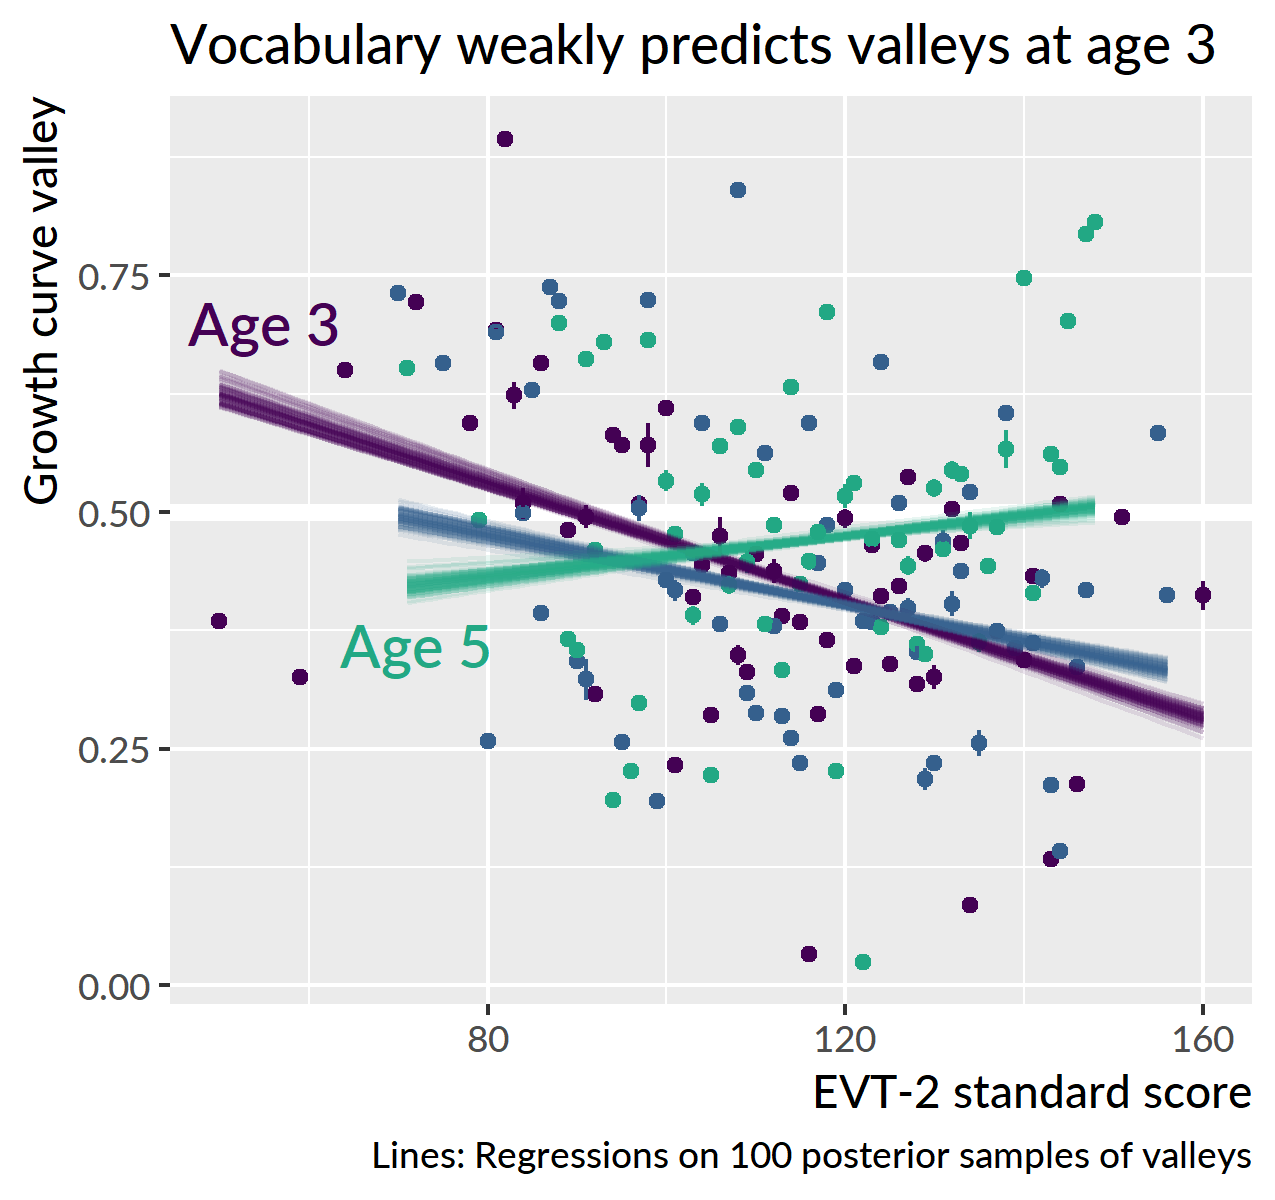 Vocabulary weakly predicts valleys at age 3
Growth curve valley
0.75
0.50
0.25
0.00
Age 3
Age 5
80
120
160
EVT-2 standard score
Lines: Regressions on 100 posterior samples of valleys